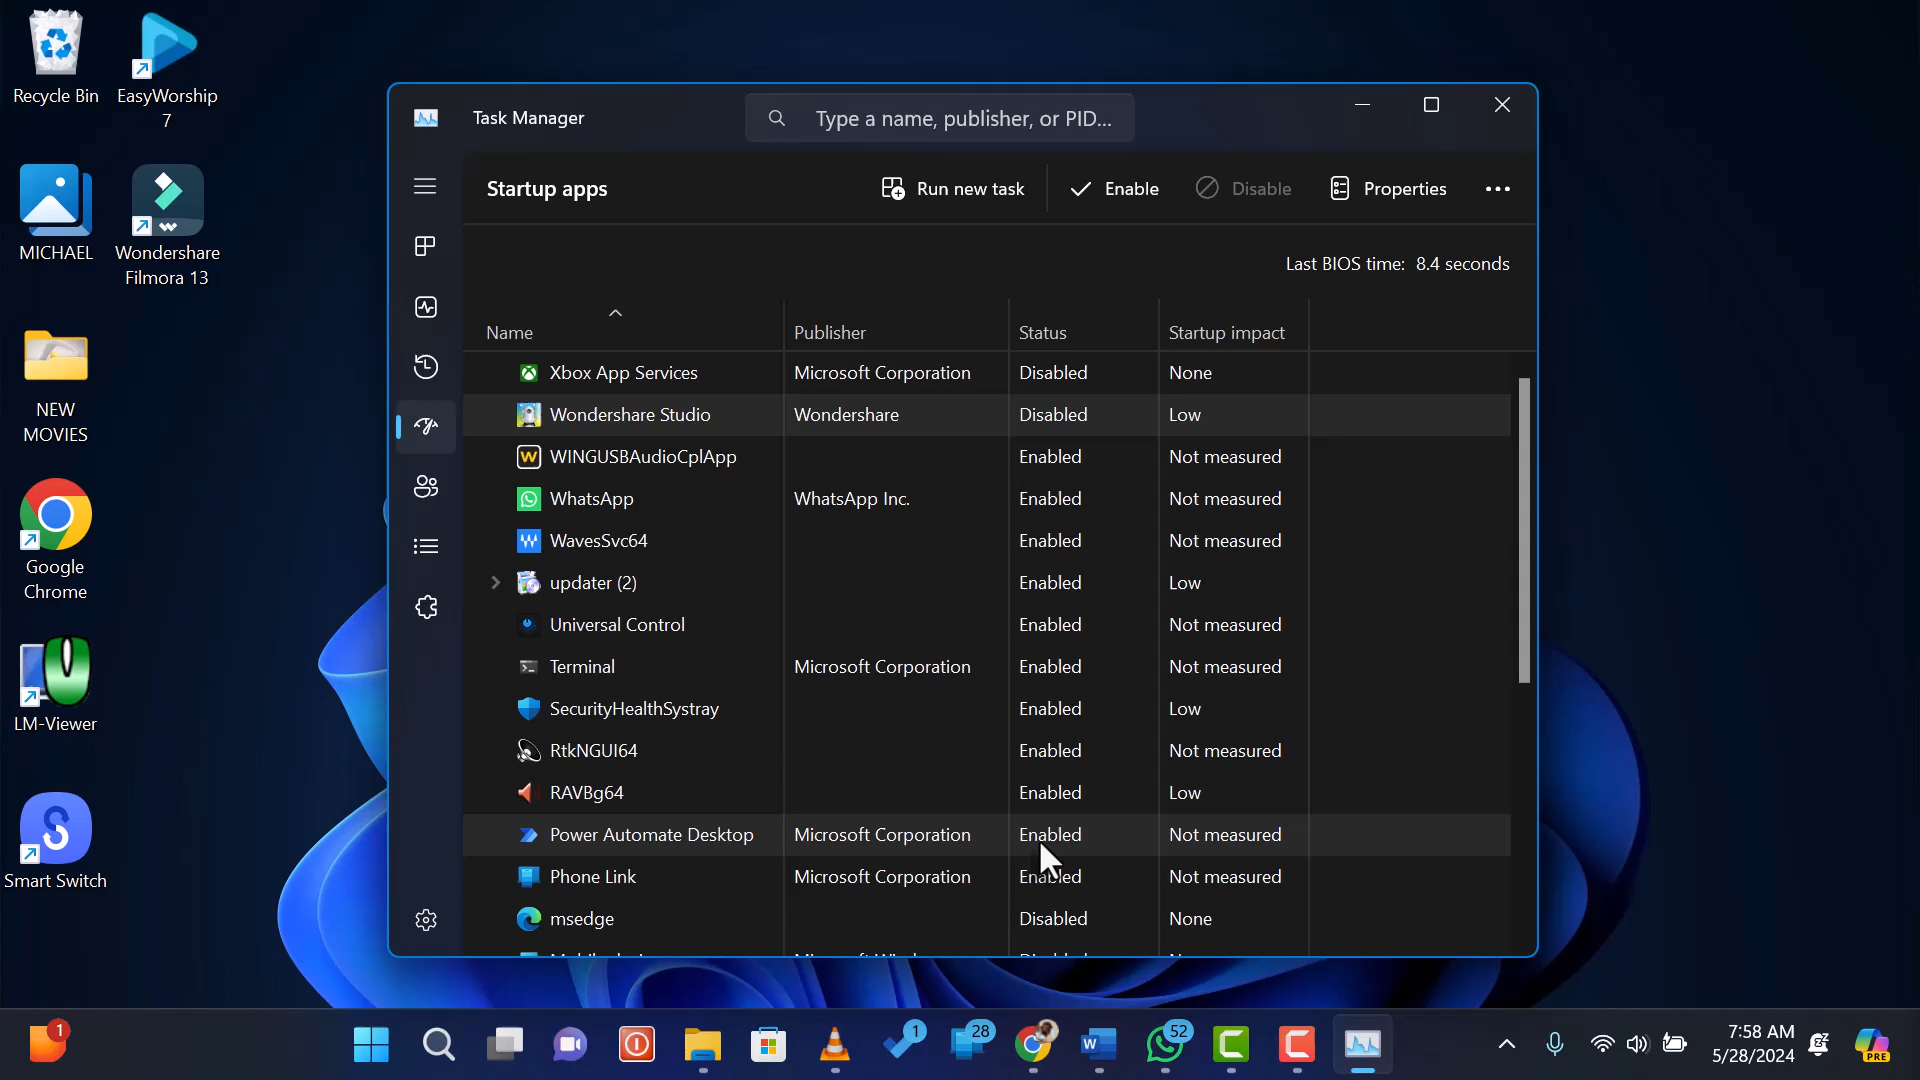 Recycle Bin
EasyWorship
7
MICHAEL
Wondershare
Filmora 13
NEW
MOVIES
Google
Chrome
LM-Viewer
Smart Switch
Task Manager
Type a name, publisher, or PID...
Startup apps
Run new task
Enable
Disable
Properties
Last BIOS time: 8.4 seconds
Name Publisher Status Startup impact
Xbox App Services Microsoft Corporation Disabled None
Wondershare Studio Wondershare Disabled Low
WINGUSBAudioCplApp Enabled Not measured
WhatsApp WhatsApp Inc. Enabled Not measured
WavesSvc64 Enabled Not measured
updater (2) Enabled Low
Universal Control Enabled Not measured
Terminal Microsoft Corporation Enabled Not measured
SecurityHealthSystray Enabled Low
RtkNGUI64 Enabled Not measured
RAVBg64 Enabled Low
Power Automate Desktop Microsoft Corporation Enabled Not measured
Phone Link Microsoft Corporation Enabled Not measured
msedge Disabled None
1
1
28
52
7:58 AM
5/28/2024
PRE